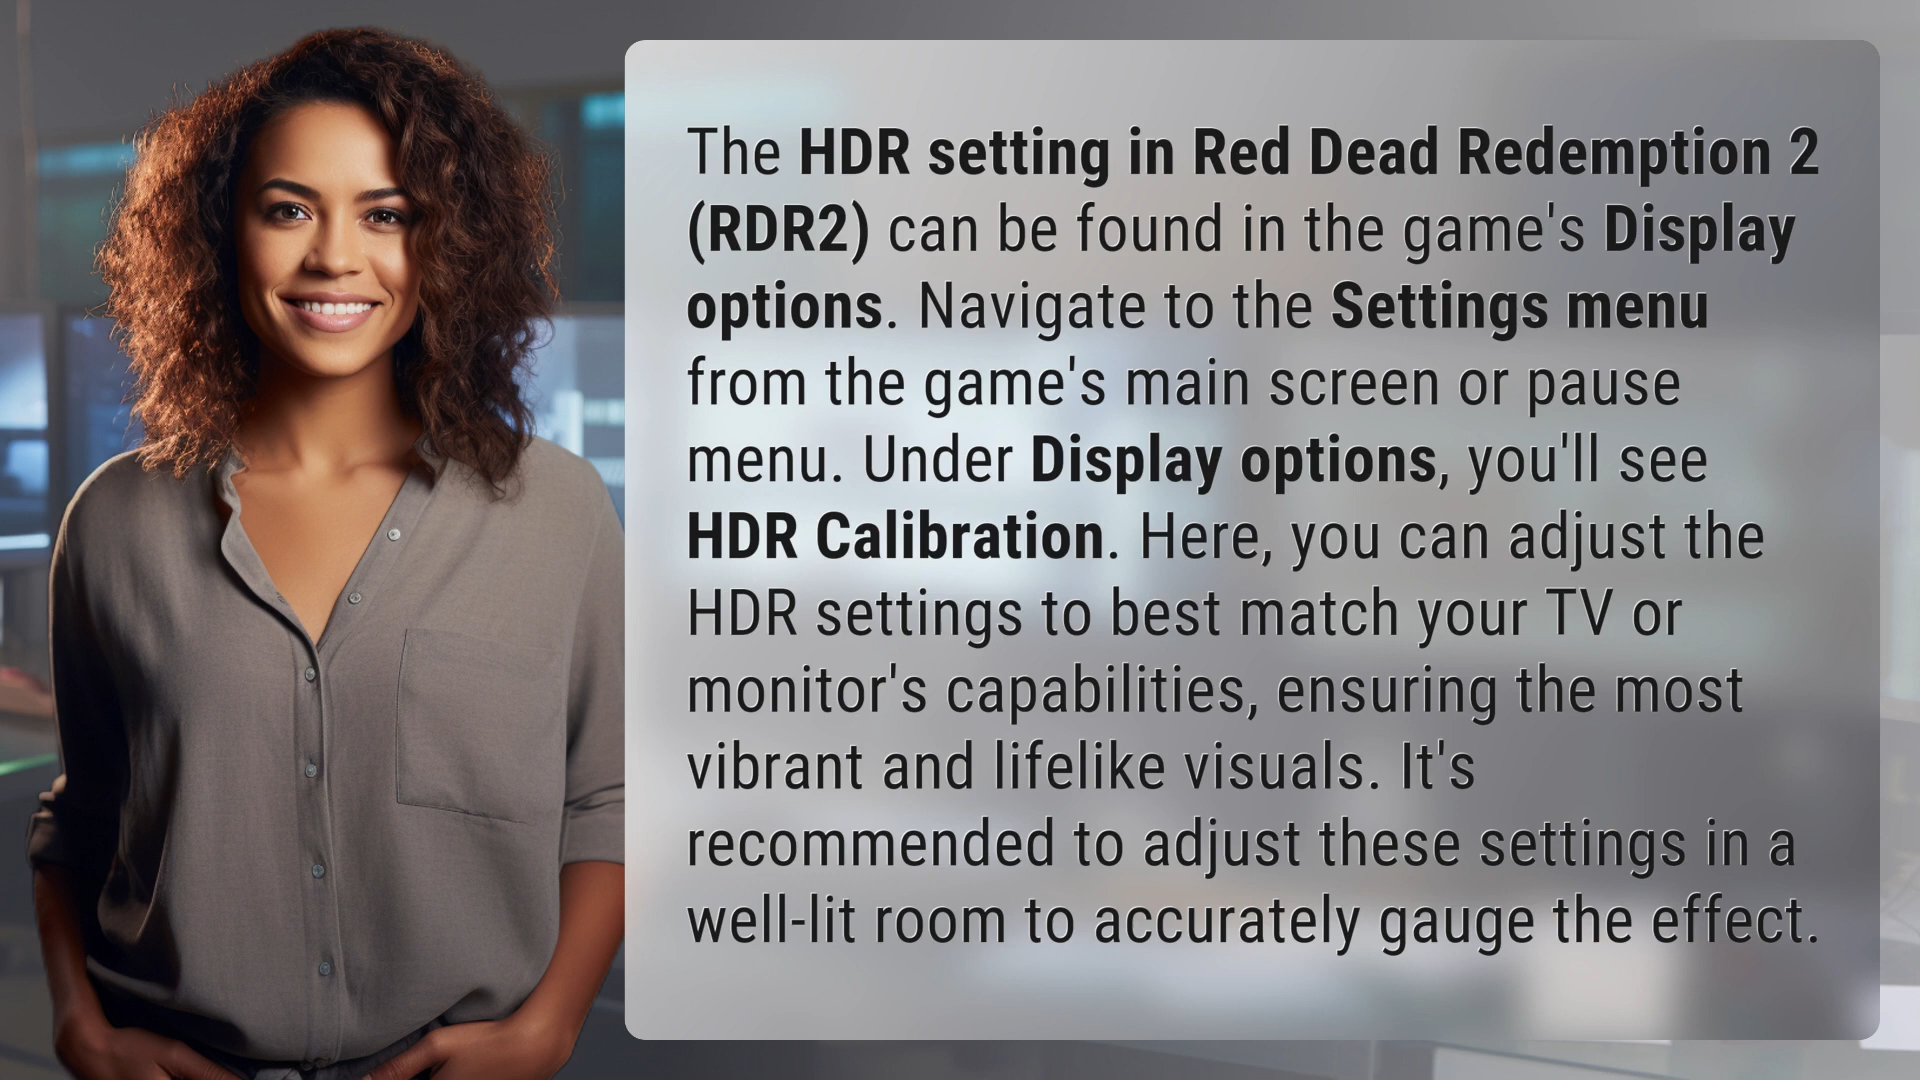 The HDR setting in Red Dead Redemption 2
(RDR2) can be found in the game's Display
options. Navigate to the Settings menu
from the game's main screen or pause
menu. Under Display options, you'll see
HDR Calibration. Here, you can adjust the
HDR settings to best match your TV or
monitor's capabilities, ensuring the most
vibrant and lifelike visuals. It's
recommended to adjust these settings in a
well-lit room to accurately gauge the effect.